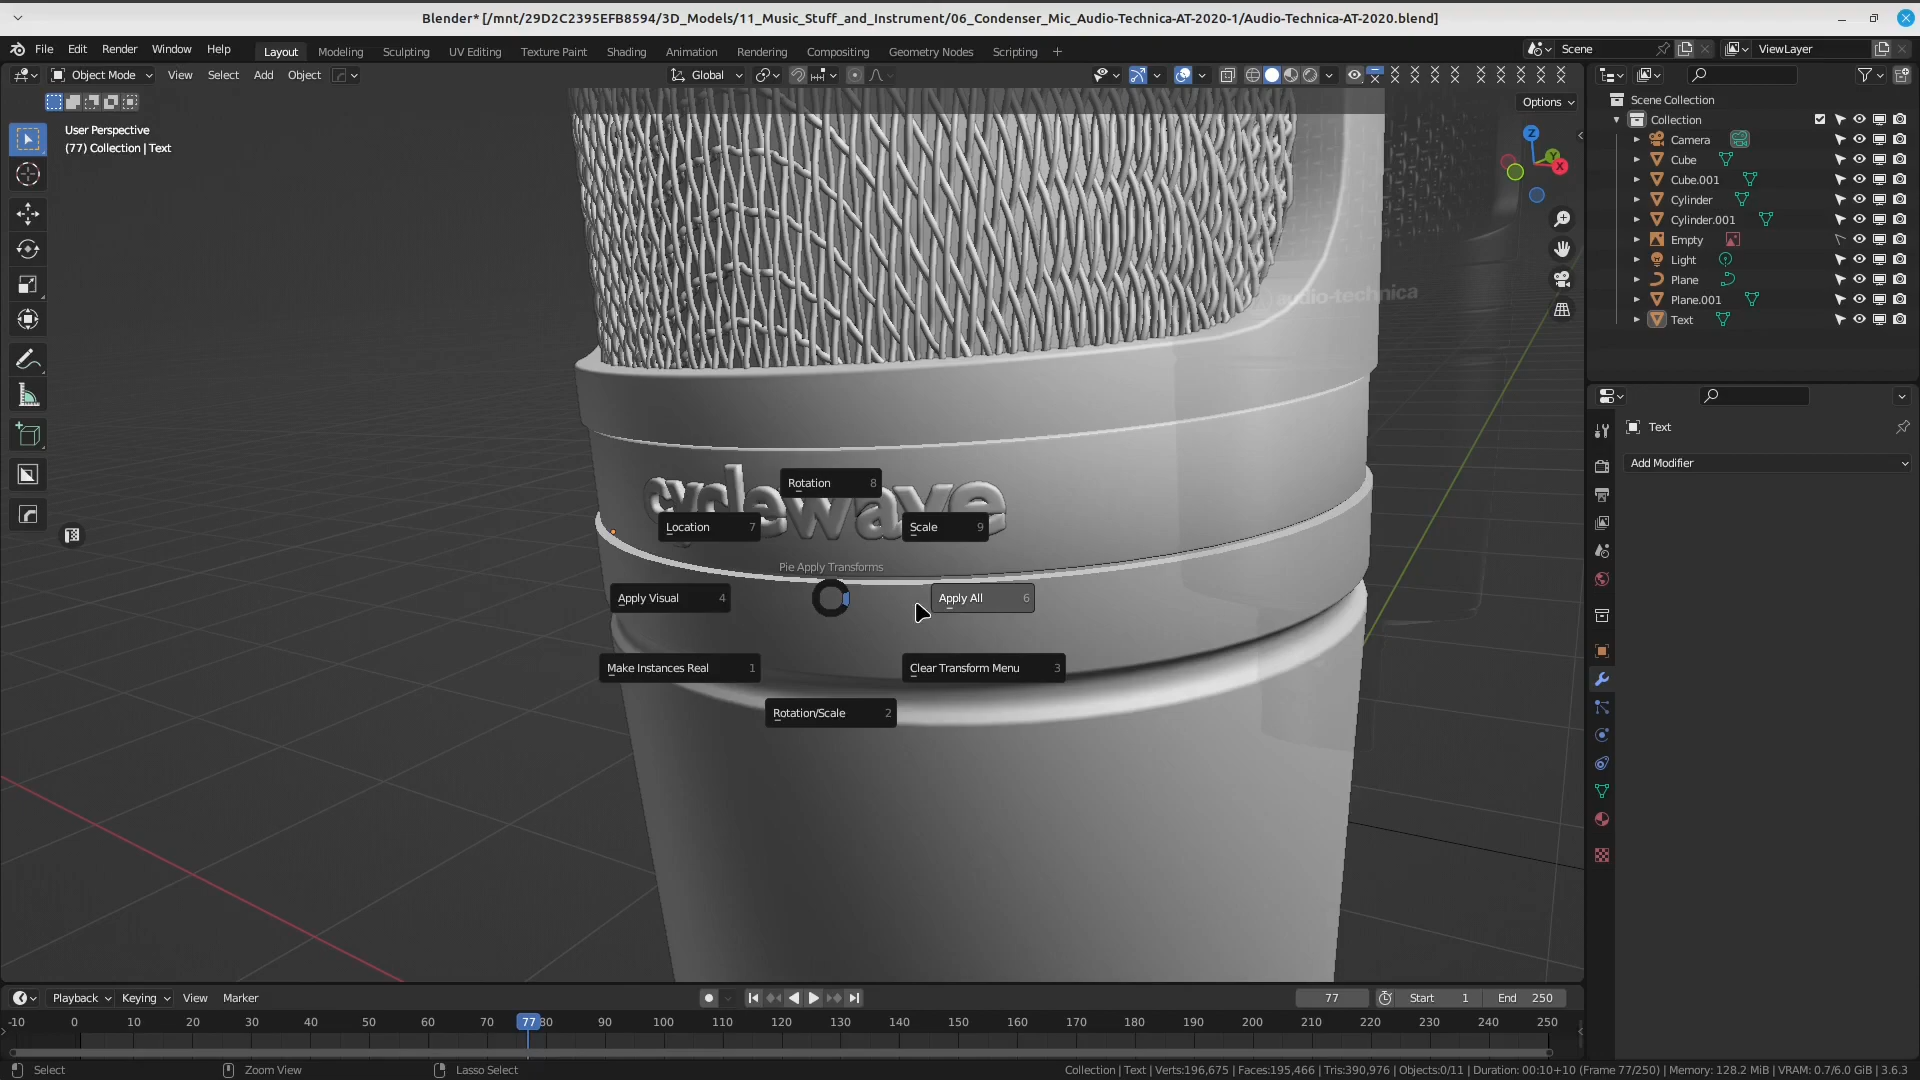 Blender* [/mnt/29D2C2395EFB8594/3D_Models/11_Music_Stuff_and_Instrument/06_Condenser_Mic_Audio-Technica-AT-2020-1/Audio-Technica-AT-2020.blend]
File Edit Render Window Help Layout Modeling Sculpting UV Editing Texture Paint Shading Animation Rendering Compositing Geometry Nodes Scripting + Scene ViewLayer
Object Mode View Select Add Object Global
Options
User Perspective
(77) Collection | Text
Z
Y
X
Scene Collection
Collection
Camera
Cube
Cube.001
Cylinder
Cylinder.001
Empty
Light
Plane
Plane.001
Text
audio-technica
Text
Add Modifier
cyclewave
Rotation 8
Location 7
Scale 9
Pie Apply Transforms
Apply Visual 4
Apply All 6
Make Instances Real 1
Clear Transform Menu 3
Rotation/Scale 2
Playback Keying View Marker 77 Start 1 End 250
-10 0 10 20 30 40 50 60 70 77 80 90 100 110 120 130 140 150 160 170 180 190 200 210 220 230 240 250
Select Zoom View Lasso Select Collection | Text | Verts:196,675 | Faces:195,466 | Tris:390,976 | Objects:0/11 | Duration: 00:10+10 (Frame 77/250) | Memory: 128.2 MiB | VRAM: 0.7/6.0 GiB | 3.6.3